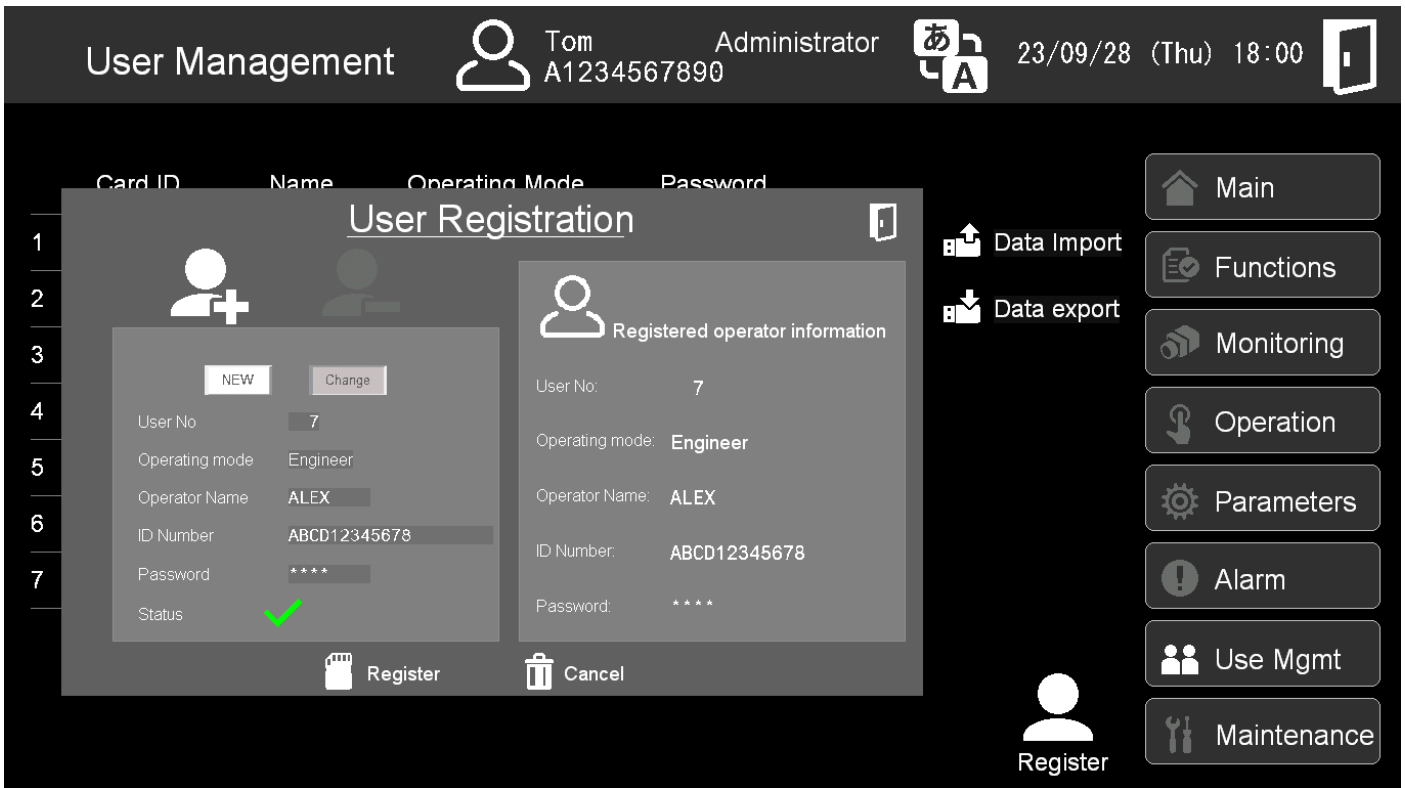 User Management
Tom Administrator
A1234567890
あ
A
23/09/28 (Thu) 18:00
Card ID Name Operating Mode Password
1
2
3
4
5
6
7
User Registration
NEW Change
User No 7
Operating mode Engineer
Operator Name ALEX
ID Number ABCD12345678
Password ****
Status
Registered operator information
User No: 7
Operating mode: Engineer
Operator Name: ALEX
ID Number: ABCD12345678
Password: ****
Register
Cancel
Data Import
Data export
Register
Main
Functions
Monitoring
Operation
Parameters
Alarm
Use Mgmt
Maintenance